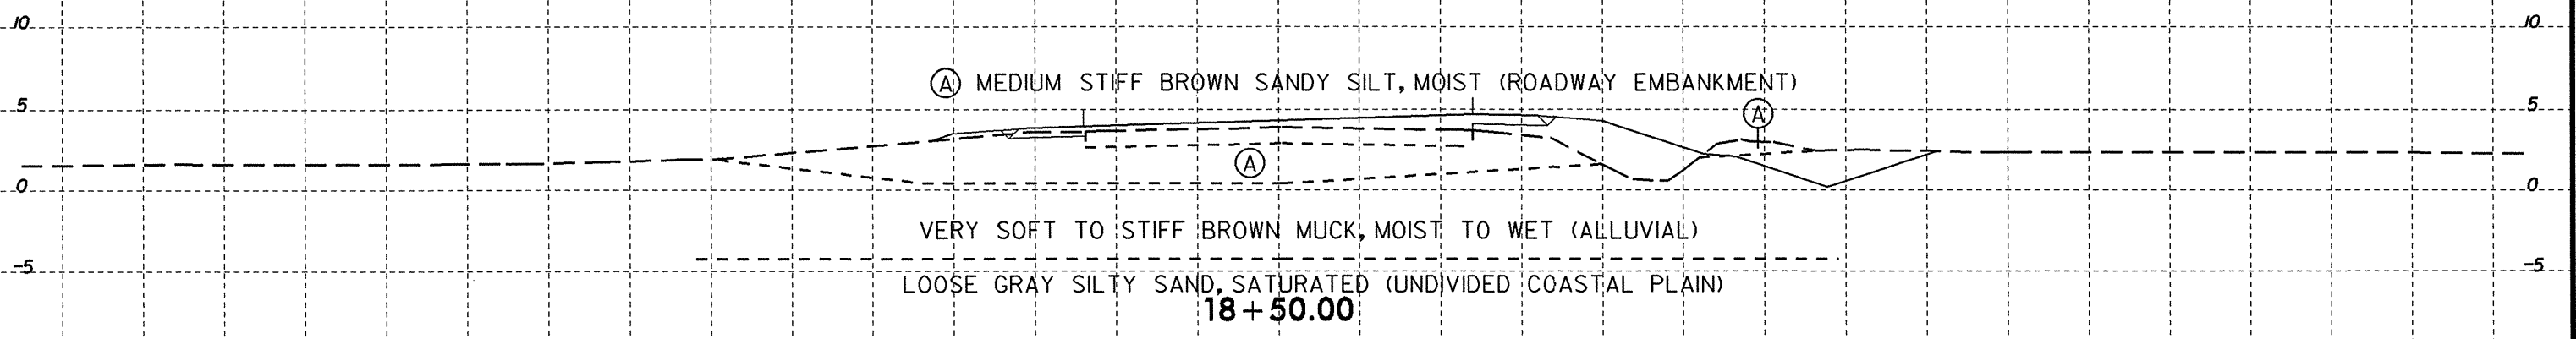 10 10
Ⓐ MEDIUM STIFF BROWN SANDY SILT, MOIST (ROADWAY EMBANKMENT)
5 Ⓐ 5
Ⓐ
0 0
VERY SOFT TO STIFF BROWN MUCK, MOIST TO WET (ALLUVIAL)
-5 -5
LOOSE GRAY SILTY SAND, SATURATED (UNDIVIDED COASTAL PLAIN)
18+50.00